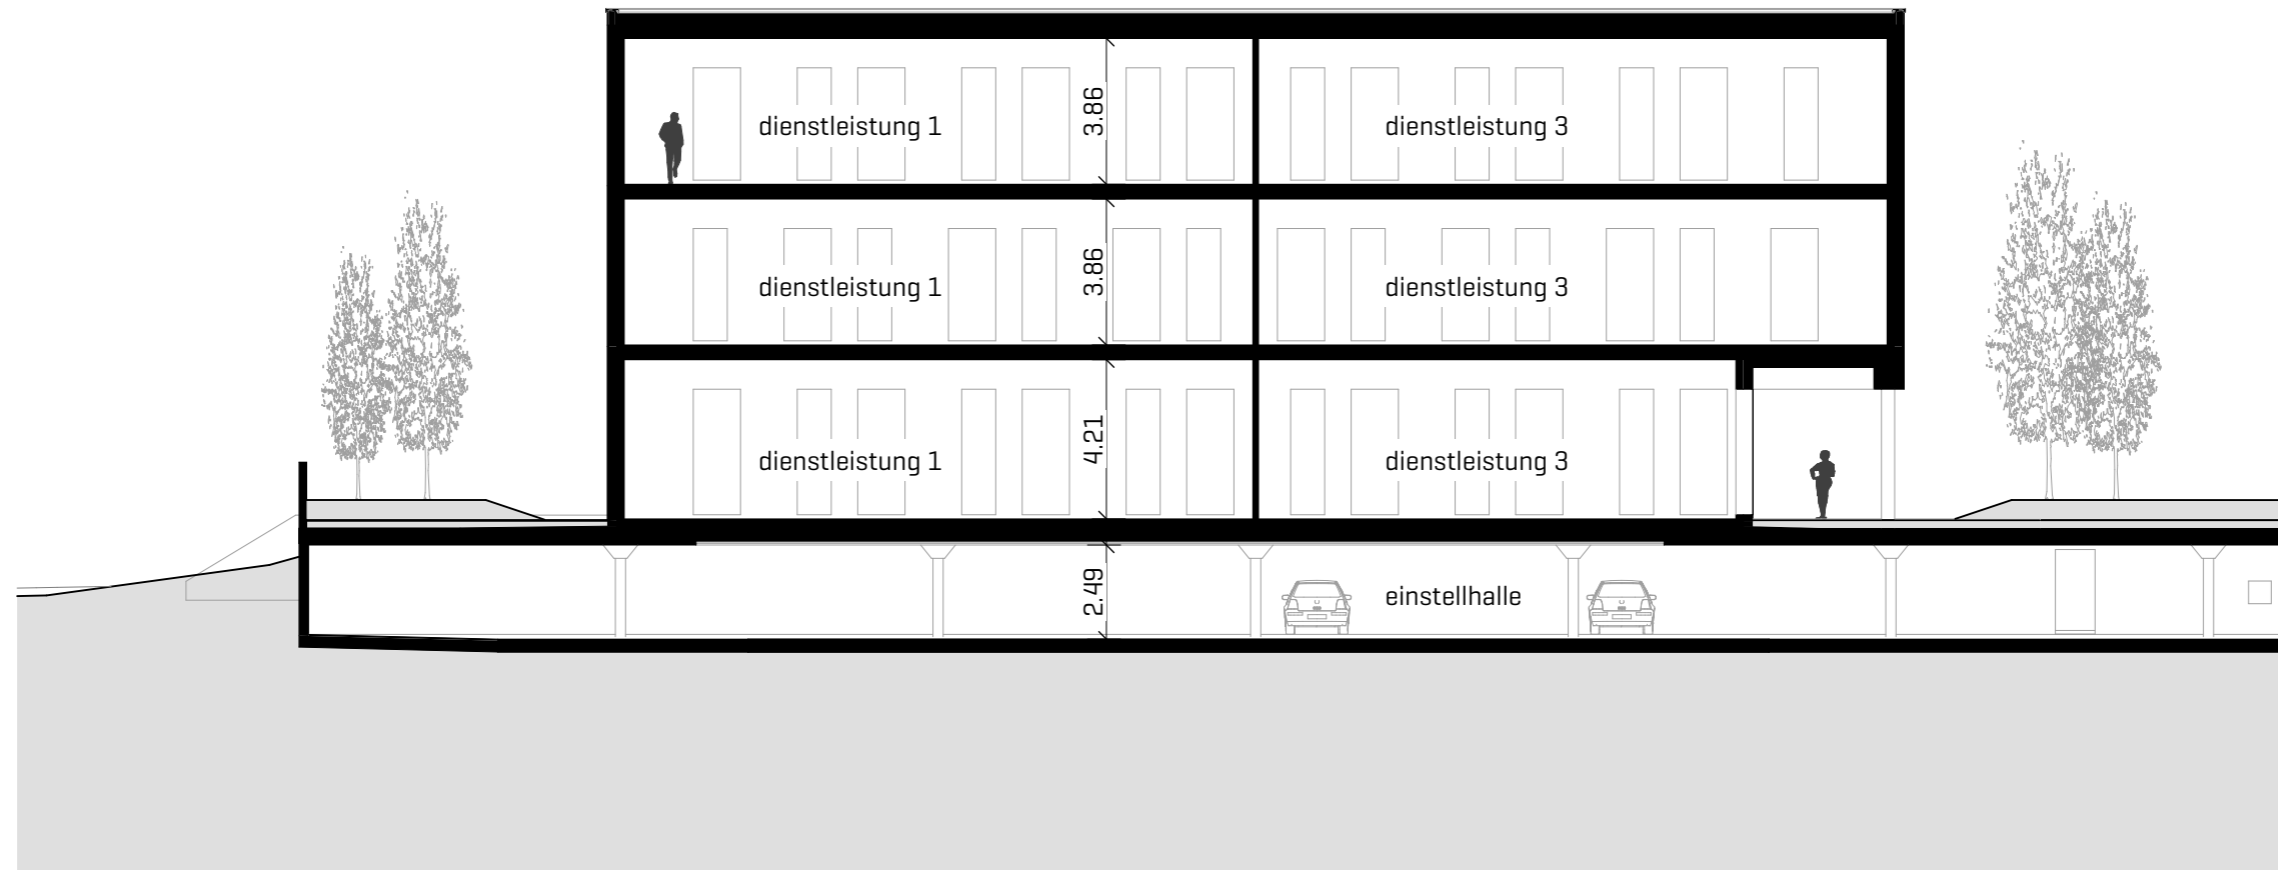 dienstleistung 1
3.86
dienstleistung 3
dienstleistung 1
3.86
dienstleistung 3
dienstleistung 1
4.21
dienstleistung 3
2.49
einstellhalle